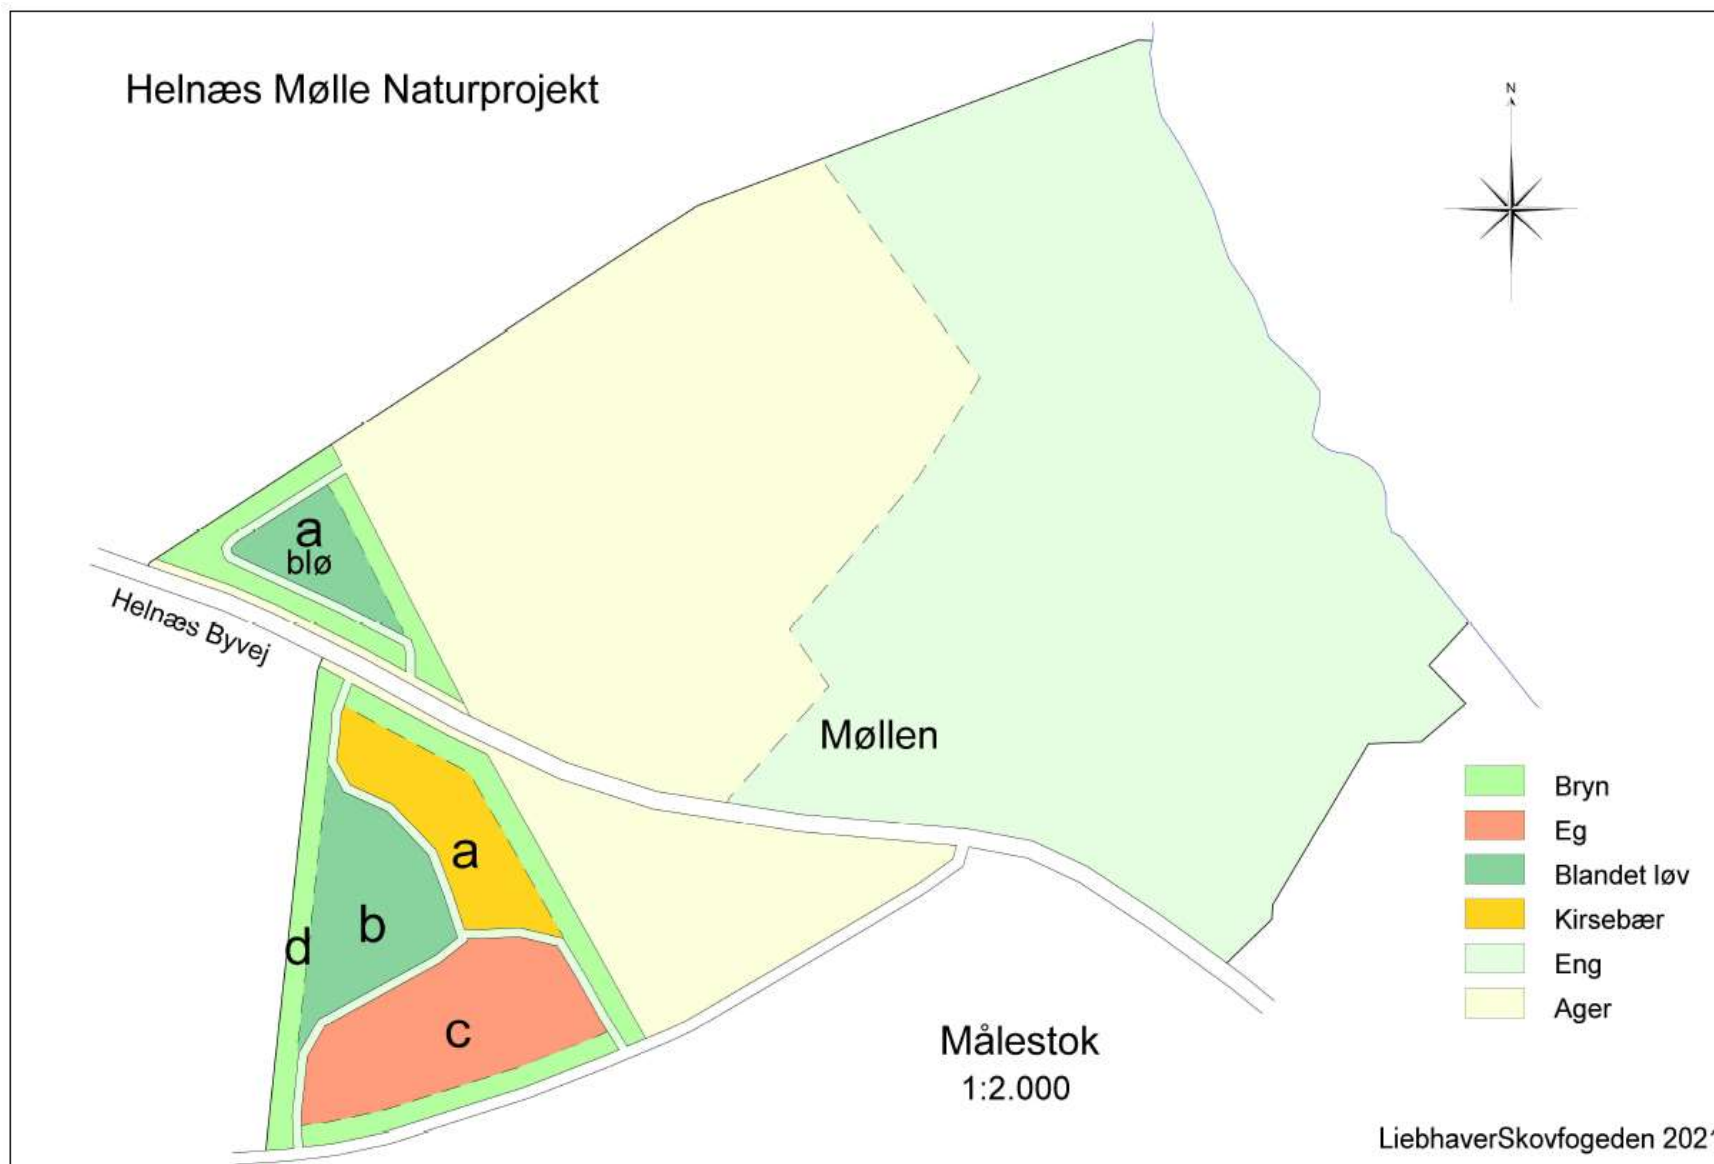 Helnæs Mølle Naturprojekt
N
a
blø
Helnæs Byvej
Møllen
a
b
d
c
Bryn
Eg
Blandet løv
Kirsebær
Eng
Ager
Målestok
1:2.000
LiebhaverSkovfogeden 2021